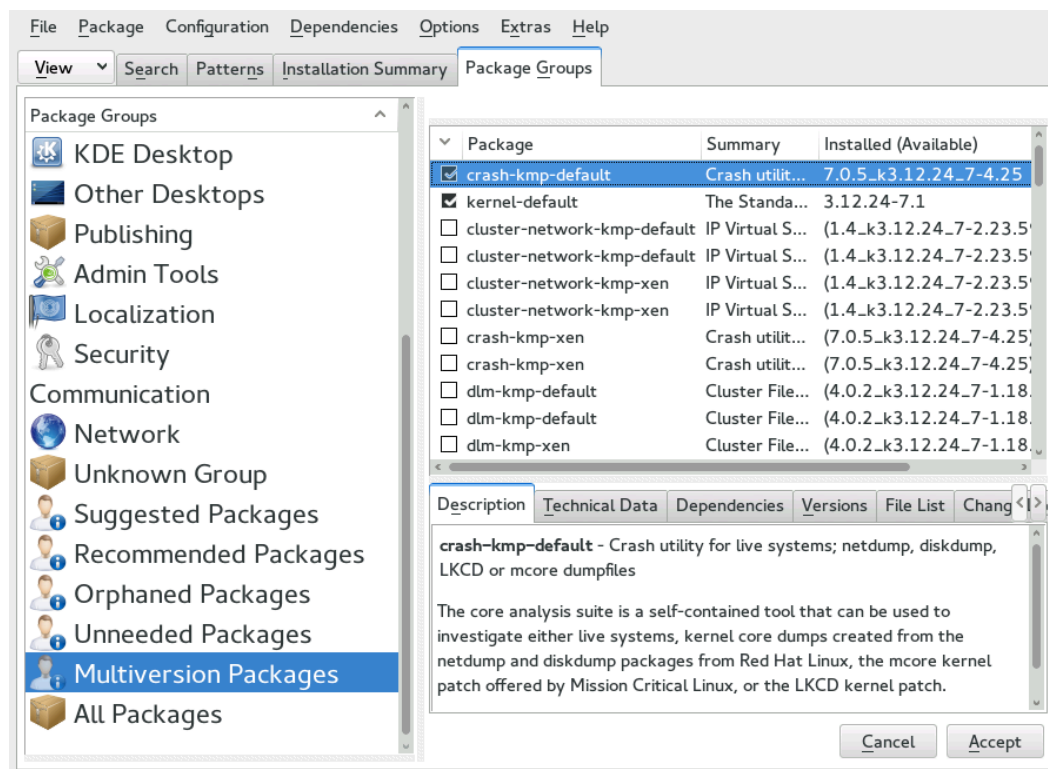 File Package Configuration Dependencies Options Extras Help
View Search Patterns Installation Summary Package Groups
Package Groups
KDE Desktop
Other Desktops
Publishing
Admin Tools
Localization
Security
Communication
Network
Unknown Group
Suggested Packages
Recommended Packages
Orphaned Packages
Unneeded Packages
Multiversion Packages
All Packages
Package Summary Installed (Available)
crash-kmp-default Crash utilit... 7.0.5_k3.12.24_7-4.25
kernel-default The Standa... 3.12.24-7.1
cluster-network-kmp-default IP Virtual S... (1.4_k3.12.24_7-2.23.5
cluster-network-kmp-default IP Virtual S... (1.4_k3.12.24_7-2.23.5
cluster-network-kmp-xen IP Virtual S... (1.4_k3.12.24_7-2.23.5
cluster-network-kmp-xen IP Virtual S... (1.4_k3.12.24_7-2.23.5
crash-kmp-xen Crash utilit... (7.0.5_k3.12.24_7-4.25)
crash-kmp-xen Crash utilit... (7.0.5_k3.12.24_7-4.25)
dlm-kmp-default Cluster File... (4.0.2_k3.12.24_7-1.18.
dlm-kmp-default Cluster File... (4.0.2_k3.12.24_7-1.18.
dlm-kmp-xen Cluster File... (4.0.2_k3.12.24_7-1.18.
Description Technical Data Dependencies Versions File List Chang
crash-kmp-default - Crash utility for live systems; netdump, diskdump,
LKCD or mcore dumpfiles
The core analysis suite is a self-contained tool that can be used to
investigate either live systems, kernel core dumps created from the
netdump and diskdump packages from Red Hat Linux, the mcore kernel
patch offered by Mission Critical Linux, or the LKCD kernel patch.
Cancel Accept